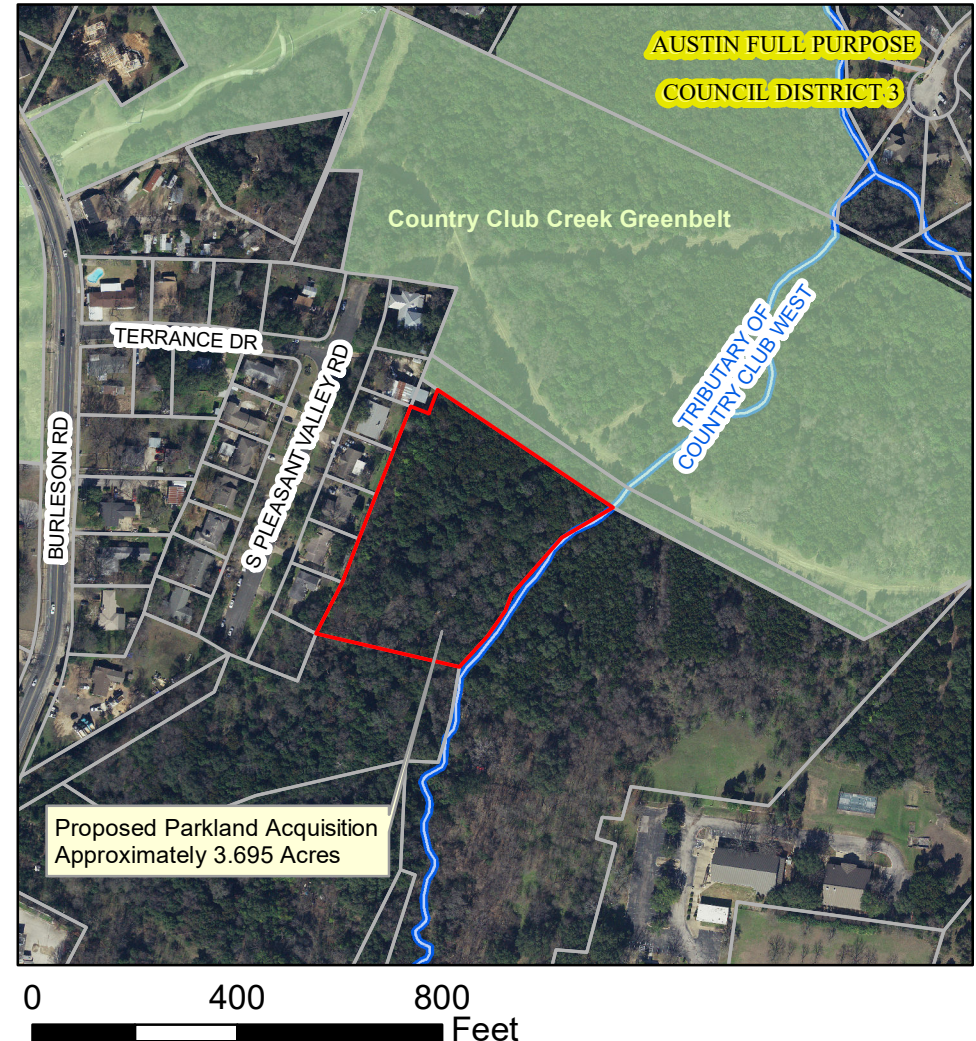 AUSTIN FULL PURPOSE
COUNCIL DISTRICT 3
Country Club Creek Greenbelt
TRIBUTARY OF
COUNTRY CLUB WEST
TERRANCE DR
S PLEASANT VALLEY RD
BURLESON RD
Proposed Parkland Acquisition
Approximately 3.695 Acres
0 400 800
Feet